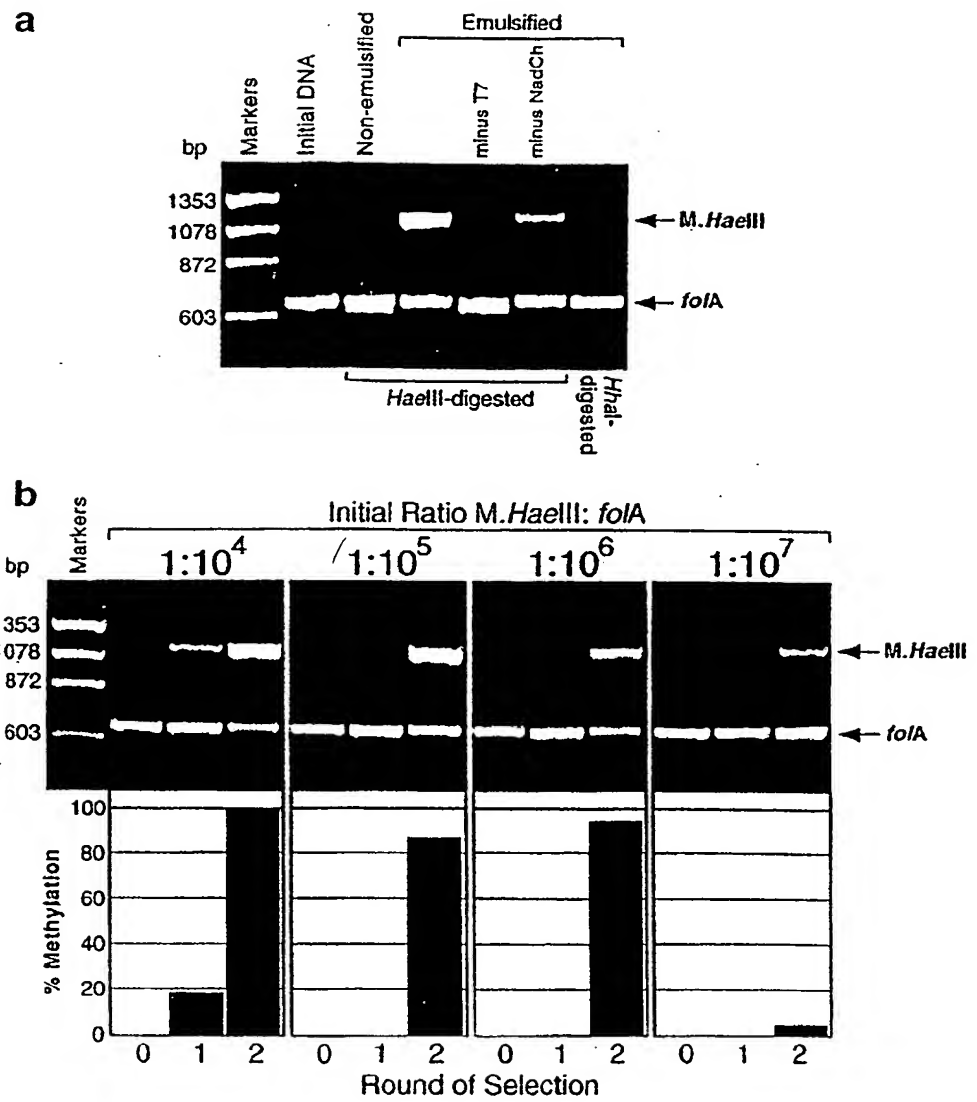 a
Emulsified
Markers
Initial DNA
Non-emulsified
minus T7
minus NadCh
bp
1353
1078
872
603
M.HaeIII
folA
HaeIII-digested
HhaI-
digested
b
Initial Ratio M.HaeIII: folA
Markers
bp
1:10⁴
1:10⁵
1:10⁶
1:10⁷
353
078
872
603
M.HaeIII
folA
% Methylation
100
80
60
40
20
0
0 1 2 0 1 2 0 1 2 0 1 2
Round of Selection